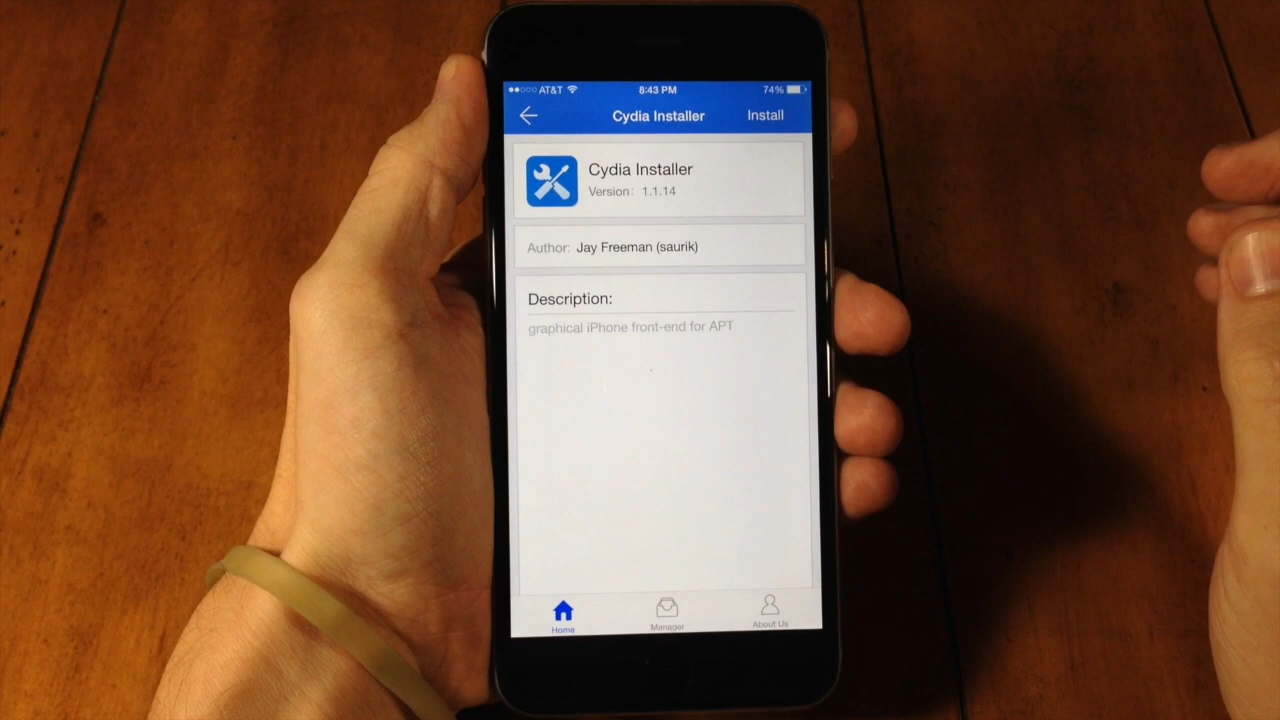 AT&T 8:43 PM 74%
Cydia Installer Install
Cydia Installer
Version: 1.1.14
Author: Jay Freeman (saurik)
Description:
graphical iPhone front-end for APT
Home Manager About Us